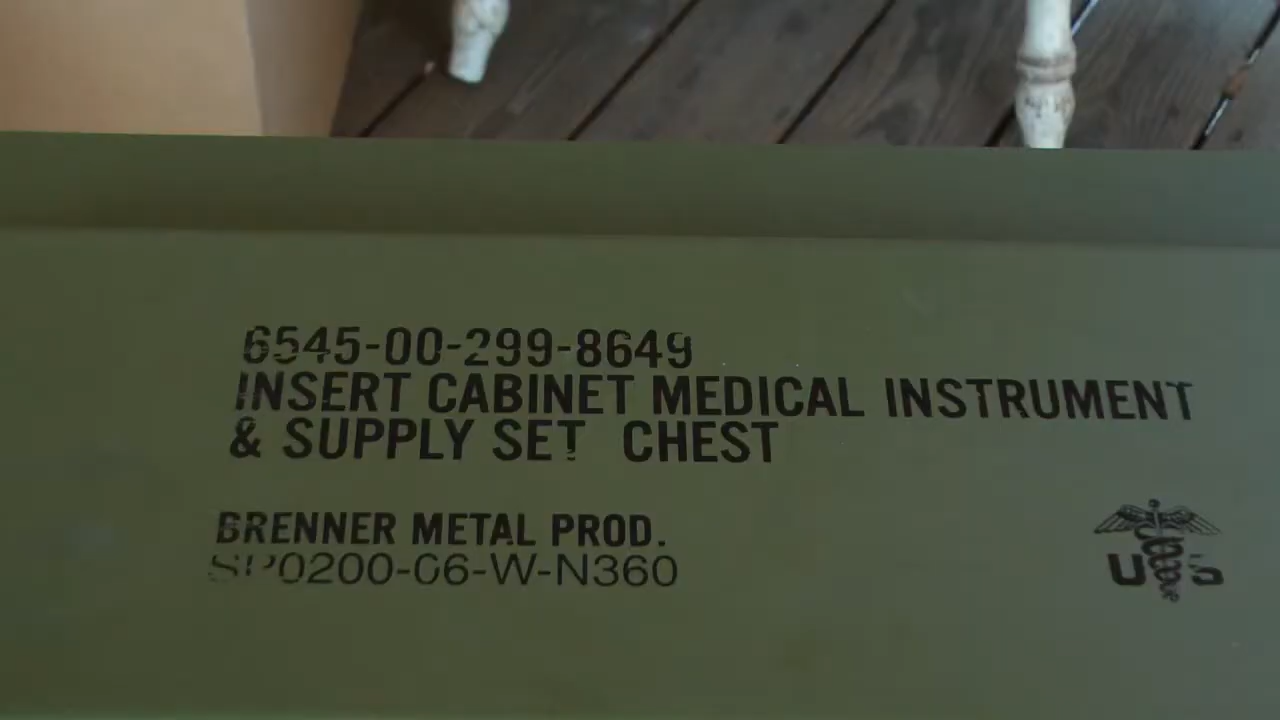 6545-00-299-8649
INSERT CABINET MEDICAL INSTRUMENT
& SUPPLY SET CHEST
BRENNER METAL PROD.
SP0200-06-W-N360
U S